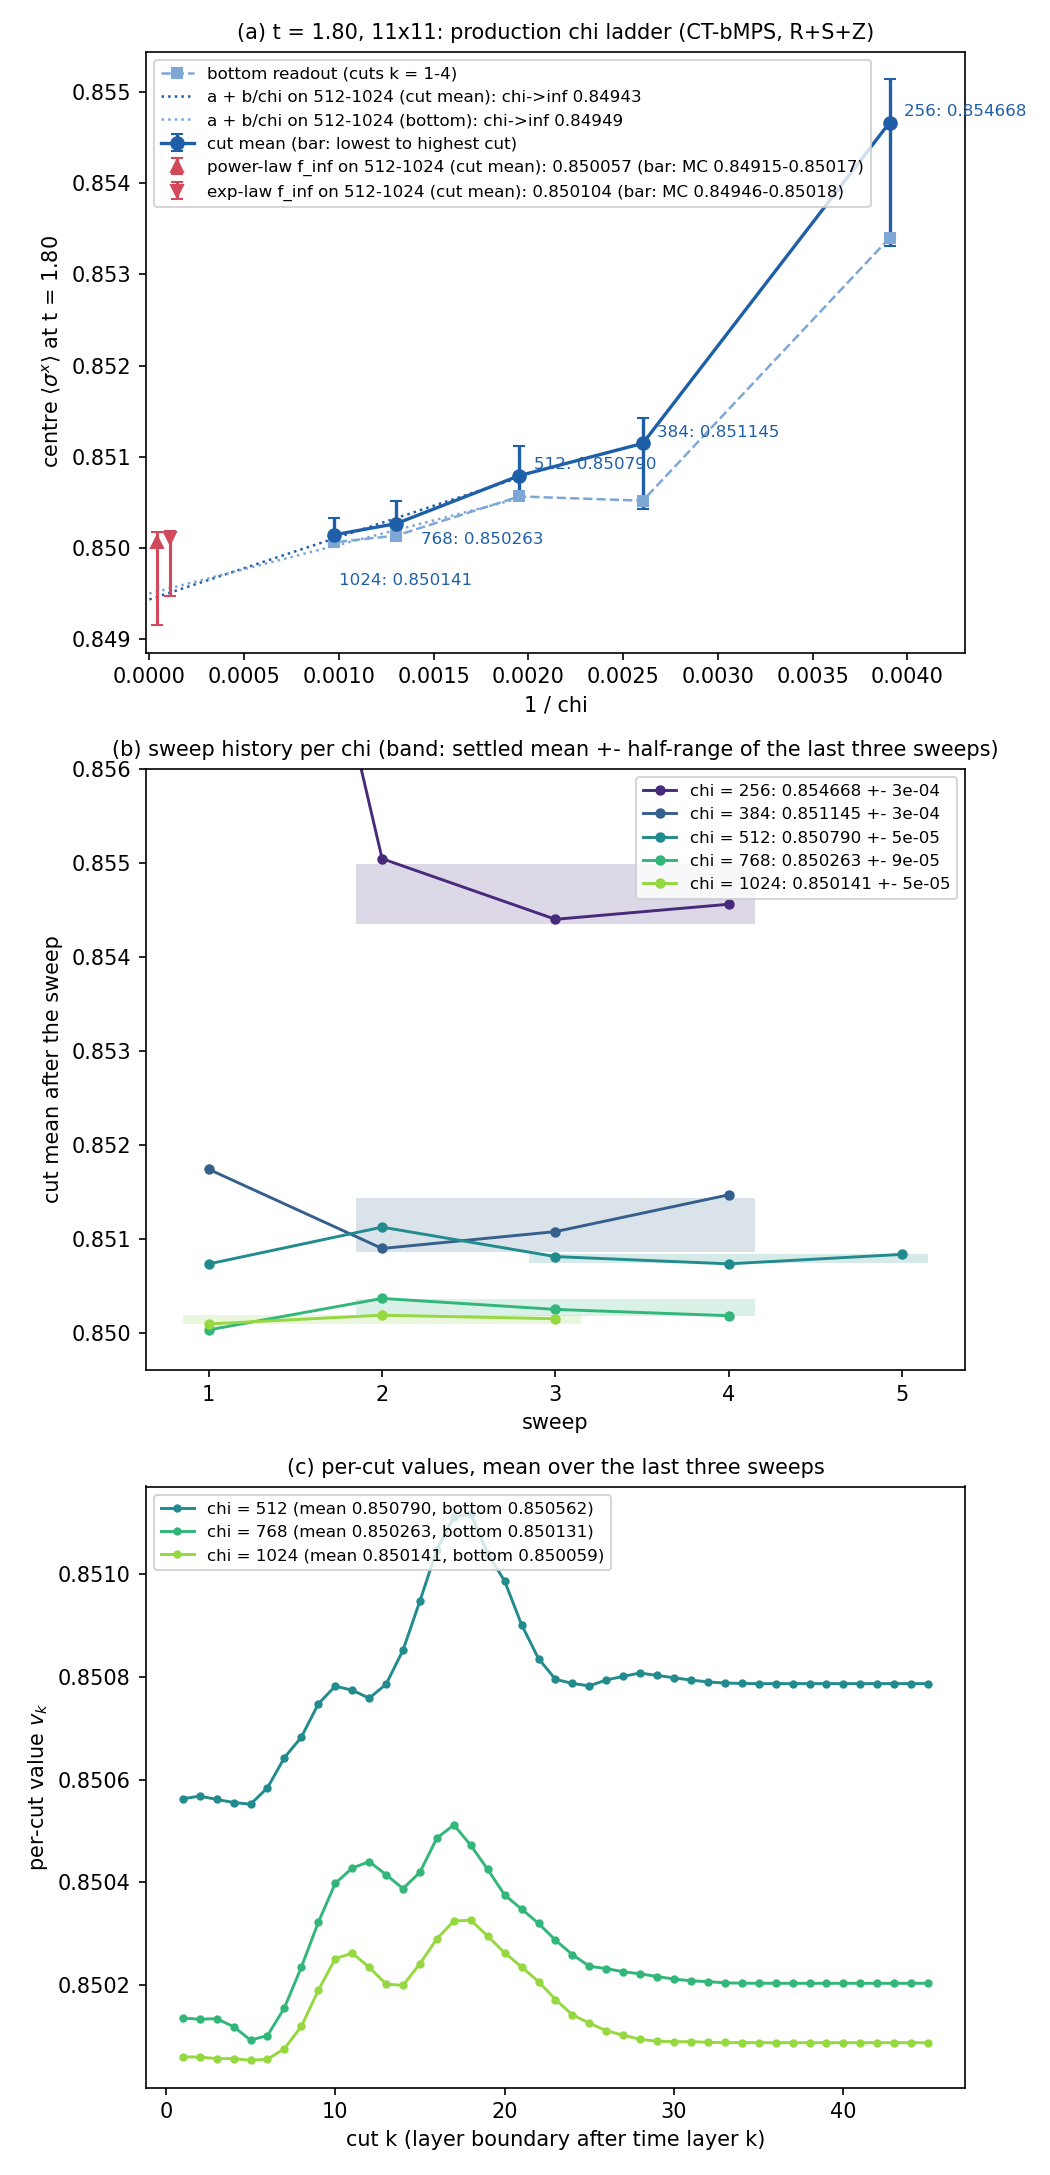 (a) t = 1.80, 11x11: production chi ladder (CT-bMPS, R+S+Z)
bottom readout (cuts k = 1-4)
a + b/chi on 512-1024 (cut mean): chi->inf 0.84943
a + b/chi on 512-1024 (bottom): chi->inf 0.84949
cut mean (bar: lowest to highest cut)
power-law f_inf on 512-1024 (cut mean): 0.850057 (bar: MC 0.84915-0.85017)
exp-law f_inf on 512-1024 (cut mean): 0.850104 (bar: MC 0.84946-0.85018)
256: 0.854668
384: 0.851145
512: 0.850790
768: 0.850263
1024: 0.850141
0.855
0.854
0.853
0.852
0.851
0.850
0.849
centre ⟨σˣ⟩ at t = 1.80
0.0000 0.0005 0.0010 0.0015 0.0020 0.0025 0.0030 0.0035 0.0040
1 / chi
(b) sweep history per chi (band: settled mean +- half-range of the last three sweeps)
chi = 256: 0.854668 +- 3e-04
chi = 384: 0.851145 +- 3e-04
chi = 512: 0.850790 +- 5e-05
chi = 768: 0.850263 +- 9e-05
chi = 1024: 0.850141 +- 5e-05
0.856
0.855
0.854
0.853
0.852
0.851
0.850
cut mean after the sweep
1 2 3 4 5
sweep
(c) per-cut values, mean over the last three sweeps
chi = 512 (mean 0.850790, bottom 0.850562)
chi = 768 (mean 0.850263, bottom 0.850131)
chi = 1024 (mean 0.850141, bottom 0.850059)
0.8510
0.8508
0.8506
0.8504
0.8502
per-cut value vₖ
0 10 20 30 40
cut k (layer boundary after time layer k)